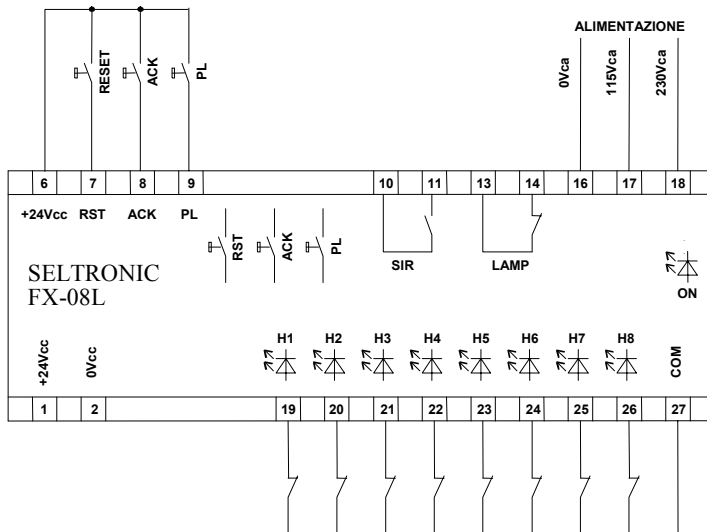 ALIMENTAZIONE
RESET
ACK
PL
0Vca
115Vca
230Vca
6 7 8 9 10 11 13 14 16 17 18
+24Vcc RST ACK PL
RST
ACK
PL
SIR LAMP
SELTRONIC
FX-08L
ON
+24Vcc
0Vcc
H1 H2 H3 H4 H5 H6 H7 H8
COM
1 2 19 20 21 22 23 24 25 26 27